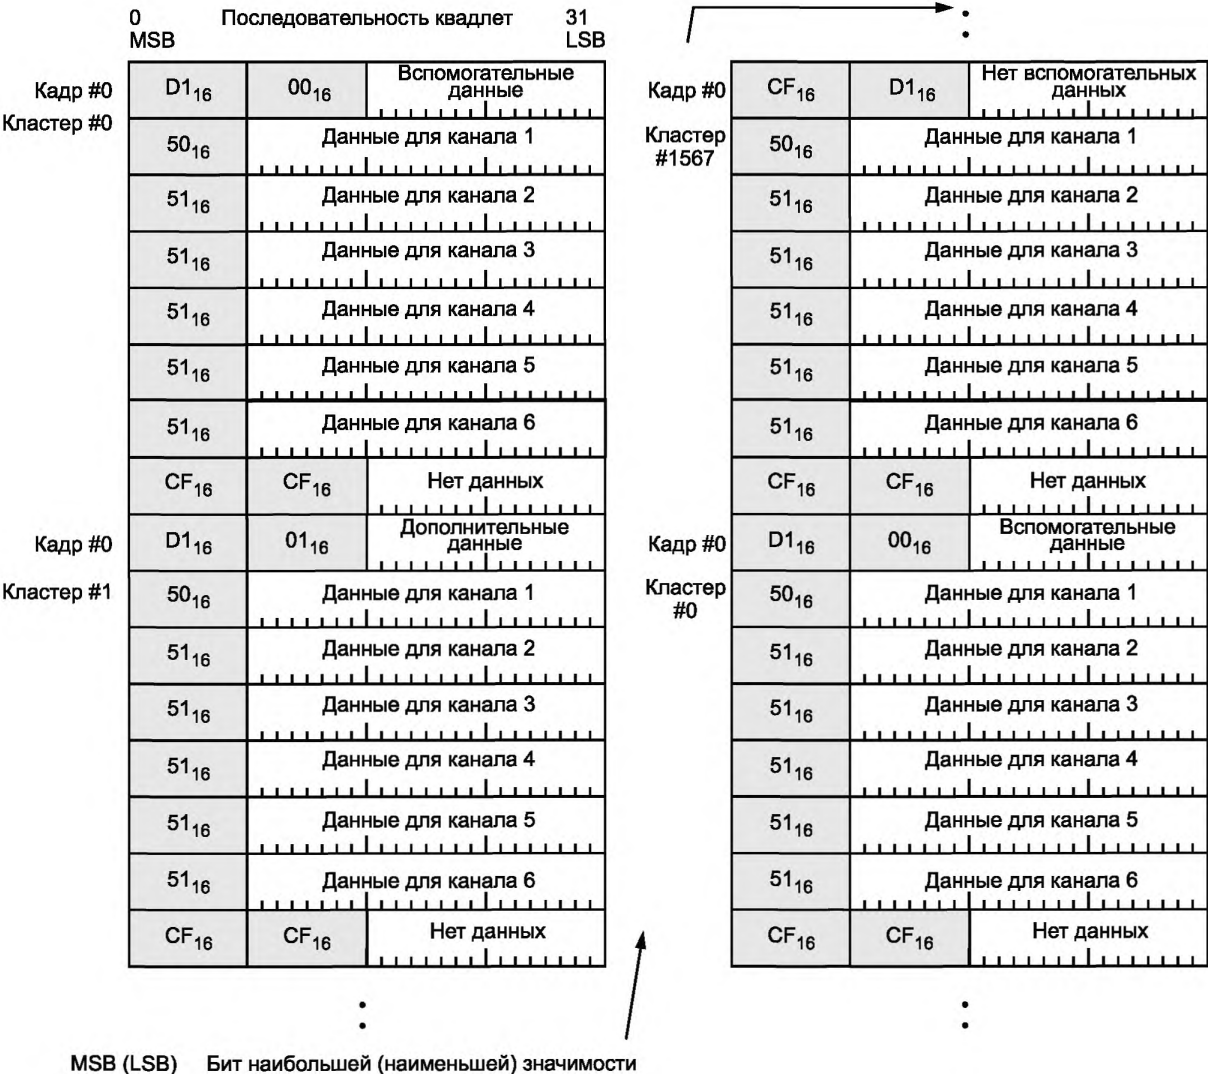 0 Последовательность квадлет 31
MSB LSB
Кадр #0
Кластер #0
D1₁₆ 00₁₆ Вспомогательные данные
50₁₆ Данные для канала 1
51₁₆ Данные для канала 2
51₁₆ Данные для канала 3
51₁₆ Данные для канала 4
51₁₆ Данные для канала 5
51₁₆ Данные для канала 6
CF₁₆ CF₁₆ Нет данных
Кадр #0
Кластер #1
D1₁₆ 01₁₆ Дополнительные данные
50₁₆ Данные для канала 1
51₁₆ Данные для канала 2
51₁₆ Данные для канала 3
51₁₆ Данные для канала 4
51₁₆ Данные для канала 5
51₁₆ Данные для канала 6
CF₁₆ CF₁₆ Нет данных
Кадр #0
Кластер #1567
CF₁₆ D1₁₆ Нет вспомогательных данных
50₁₆ Данные для канала 1
51₁₆ Данные для канала 2
51₁₆ Данные для канала 3
51₁₆ Данные для канала 4
51₁₆ Данные для канала 5
51₁₆ Данные для канала 6
CF₁₆ CF₁₆ Нет данных
Кадр #0
Кластер #0
D1₁₆ 00₁₆ Вспомогательные данные
50₁₆ Данные для канала 1
51₁₆ Данные для канала 2
51₁₆ Данные для канала 3
51₁₆ Данные для канала 4
51₁₆ Данные для канала 5
51₁₆ Данные для канала 6
CF₁₆ CF₁₆ Нет данных
MSB (LSB) Бит наибольшей (наименьшей) значимости